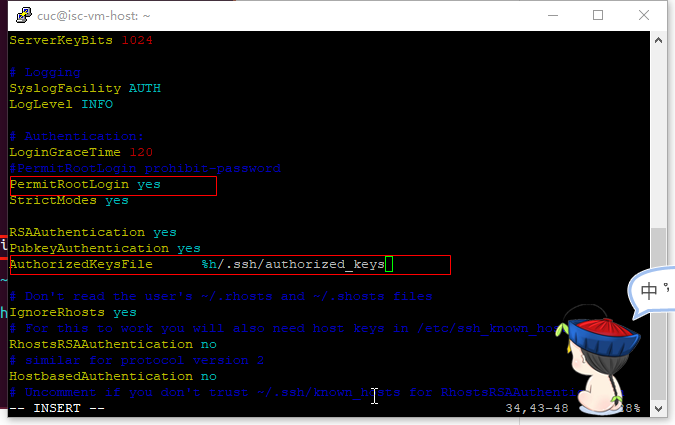 cuc@isc-vm-host: ~
ServerKeyBits 1024
# Logging
SyslogFacility AUTH
LogLevel INFO
# Authentication:
LoginGraceTime 120
#PermitRootLogin prohibit-password
PermitRootLogin yes
StrictModes yes
RSAAuthentication yes
PubkeyAuthentication yes
AuthorizedKeysFile %h/.ssh/authorized_keys
# Don't read the user's ~/.rhosts and ~/.shosts files
IgnoreRhosts yes
# For this to work you will also need host keys in /etc/ssh_known_ho
RhostsRSAAuthentication no
# similar for protocol version 2
HostbasedAuthentication no
# Uncomment if you don't trust ~/.ssh/known_hosts for RhostsRSAAuthenti
-- INSERT -- 34,43-48 8%
中